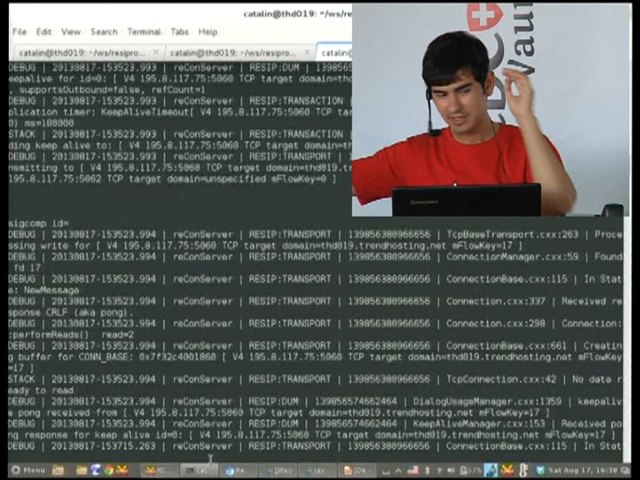 catalin@thd019: ~/ws/resipro
File Edit View Search Terminal Tabs Help
catalin@thd019: ~/ws/resipro... × catalin@thd019: ~/ws/resipro... × catalin@
DEBUG | 20130817-153523.993 | reConServer | RESIP:DUM | 1398565
keepalive for id=0: [ V4 195.8.117.75:5060 TCP target domain=thd0
, supportsOutbound=false, refCount=1
DEBUG | 20130817-153523.993 | reConServer | RESIP:TRANSACTION |
plication timer: KeepAliveTimeout[ V4 195.8.117.75:5060 TCP targ
0) ms=180000
STACK | 20130817-153523.993 | reConServer | RESIP:TRANSACTION |
ding keep alive to: [ V4 195.8.117.75:5060 TCP target domain=thd
DEBUG | 20130817-153523.993 | reConServer | RESIP:TRANSPORT | 13
nsmitting to [ V4 195.8.117.75:5060 TCP target domain=thd019.tre
195.8.117.75:5062 TCP target domain=unspecified mFlowKey=0 ]
sigcomp id=
DEBUG | 20130817-153523.994 | reConServer | RESIP:TRANSPORT | 139856380966656 | TcpBaseTransport.cxx:263 | Proce
ssing write for [ V4 195.8.117.75:5060 TCP target domain=thd019.trendhosting.net mFlowKey=17 ]
DEBUG | 20130817-153523.994 | reConServer | RESIP:TRANSPORT | 139856380966656 | ConnectionManager.cxx:59 | Found
fd 17
DEBUG | 20130817-153523.994 | reConServer | RESIP:TRANSPORT | 139856380966656 | ConnectionBase.cxx:115 | In Stat
e: NewMessage
DEBUG | 20130817-153523.994 | reConServer | RESIP:TRANSPORT | 139856380966656 | Connection.cxx:337 | Received re
sponse CRLF (aka pong).
DEBUG | 20130817-153523.994 | reConServer | RESIP:TRANSPORT | 139856380966656 | Connection.cxx:298 | Connection:
:performReads() read=2
DEBUG | 20130817-153523.994 | reConServer | RESIP:TRANSPORT | 139856380966656 | ConnectionBase.cxx:661 | Creatin
g buffer for CONN_BASE: 0x7f32c4001860 [ V4 195.8.117.75:5060 TCP target domain=thd019.trendhosting.net mFlowKey
=17 ]
DEBUG | 20130817-153523.994 | reConServer | RESIP:TRANSPORT | 139856380966656 | TcpConnection.cxx:42 | No data r
eady to read
DEBUG | 20130817-153523.994 | reConServer | RESIP:DUM | 139856574662464 | DialogUsageManager.cxx:1359 | keepaliv
e pong received from [ V4 195.8.117.75:5060 TCP target domain=thd019.trendhosting.net mFlowKey=17 ]
DEBUG | 20130817-153523.994 | reConServer | RESIP:DUM | 139856574662464 | KeepAliveManager.cxx:153 | Received po
ng response for keep alive id=0: [ V4 195.8.117.75:5060 TCP target domain=thd019.trendhosting.net mFlowKey=17 ]
DEBUG | 20130817-153715.263 | reConServer | RESIP:TRANSPORT | 139856380966656 | ConnectionBase.cxx:115 | In Stat
Menu
Sat Aug 17, 16:38